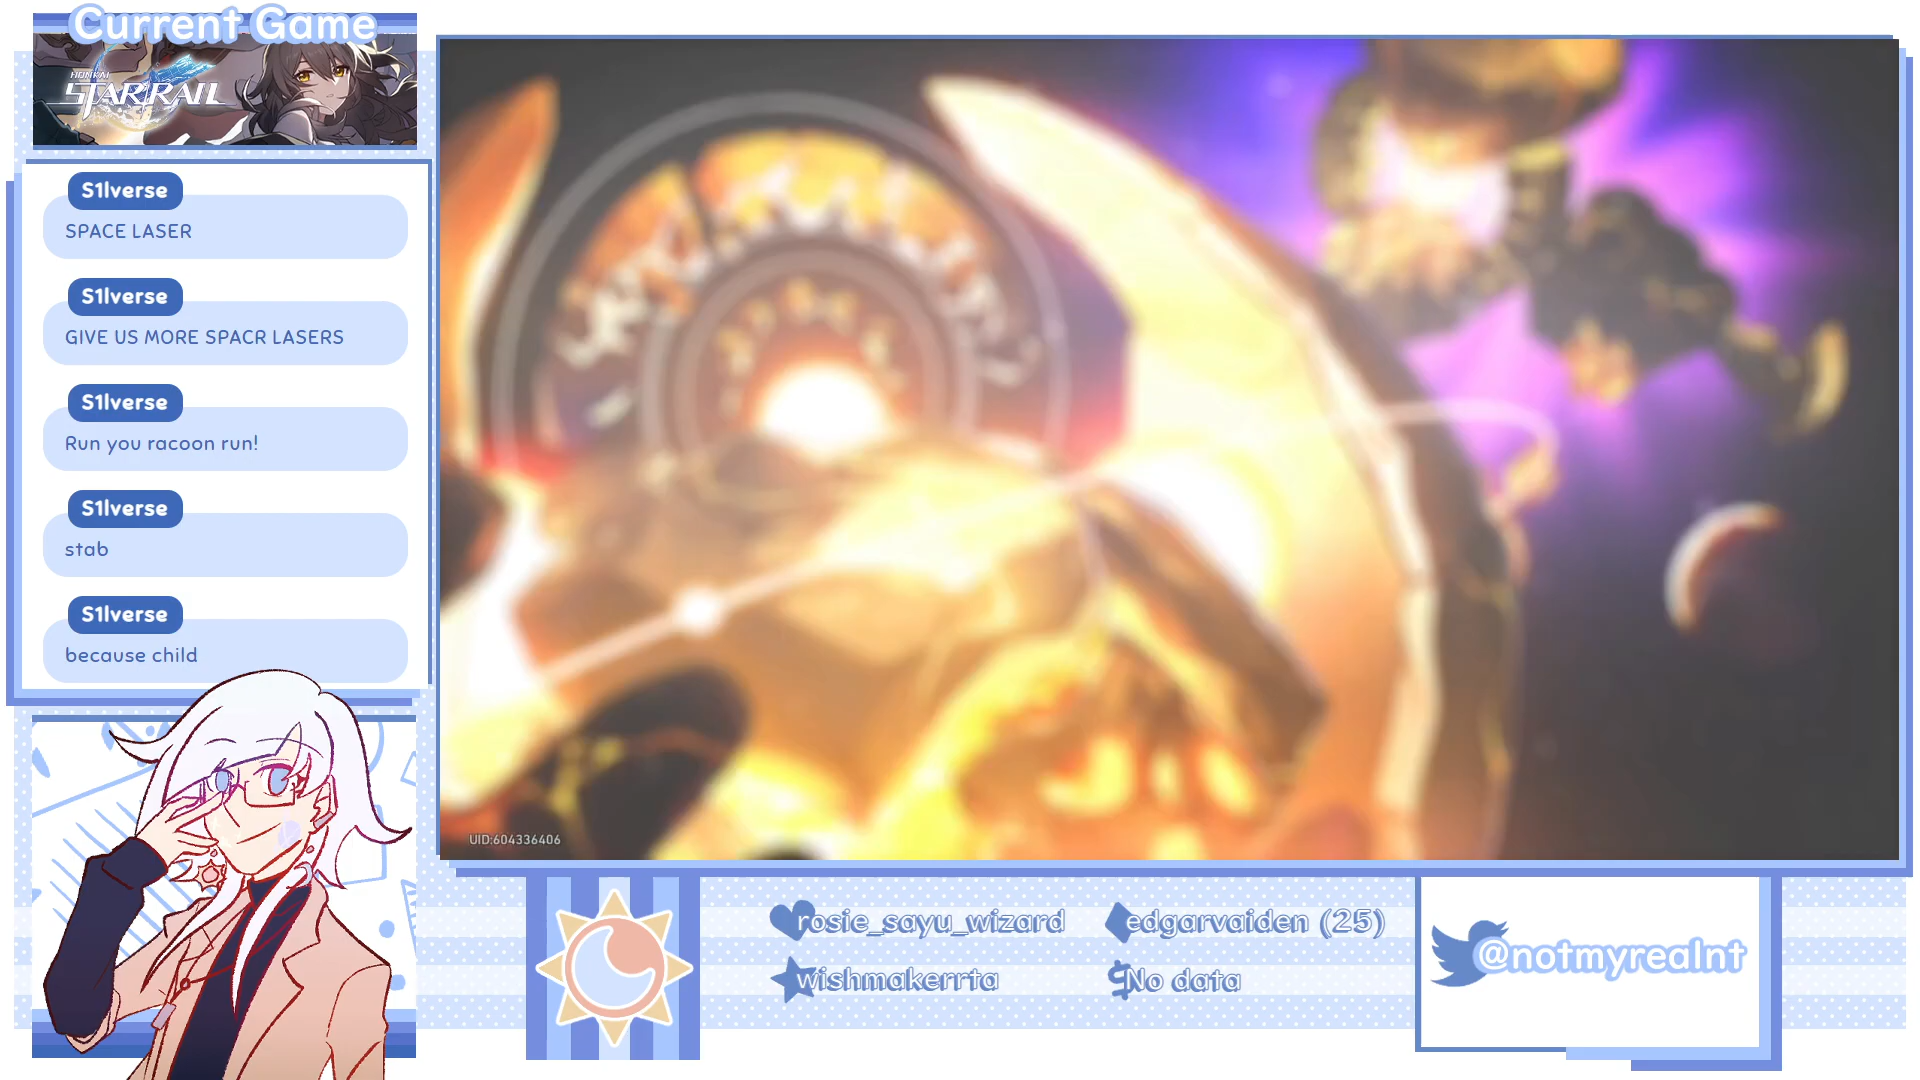 Current Game
HONKAI
STAR RAIL
S1lverse
SPACE LASER
S1lverse
GIVE US MORE SPACR LASERS
S1lverse
Run you racoon run!
S1lverse
stab
S1lverse
because child
UID:604336406
rosie_sayu_wizard
edgarvaiden (25)
wishmakerrta
No data
@notmyrealnt